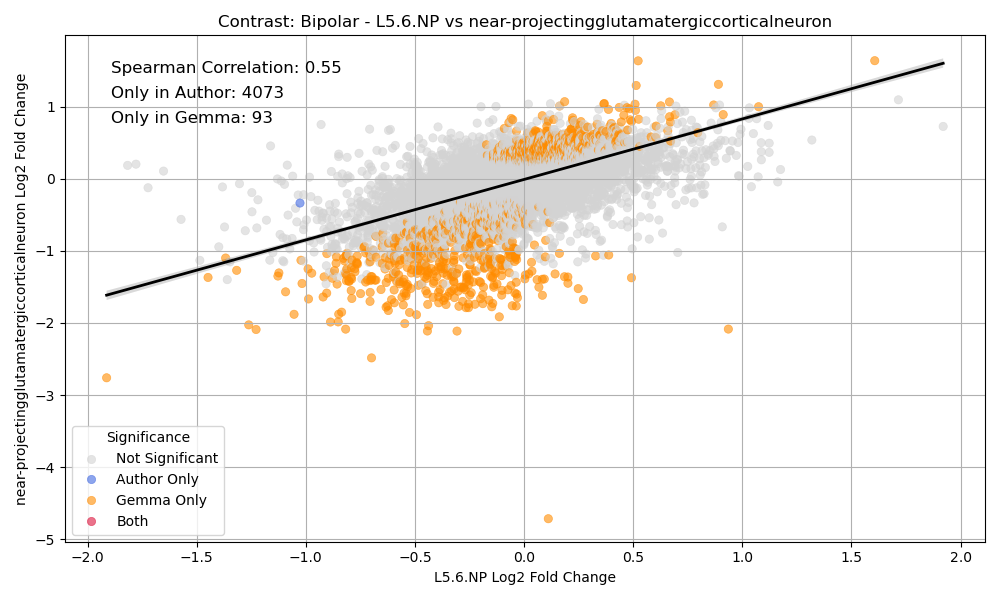 Contrast: Bipolar - L5.6.NP vs near-projectingglutamatergiccorticalneuron
near-projectingglutamatergiccorticalneuron Log2 Fold Change
Spearman Correlation: 0.55
Only in Author: 4073
Only in Gemma: 93
1
0
−1
−2
−3
−4
−5
Significance
Not Significant
Author Only
Gemma Only
Both
−2.0 −1.5 −1.0 −0.5 0.0 0.5 1.0 1.5 2.0
L5.6.NP Log2 Fold Change